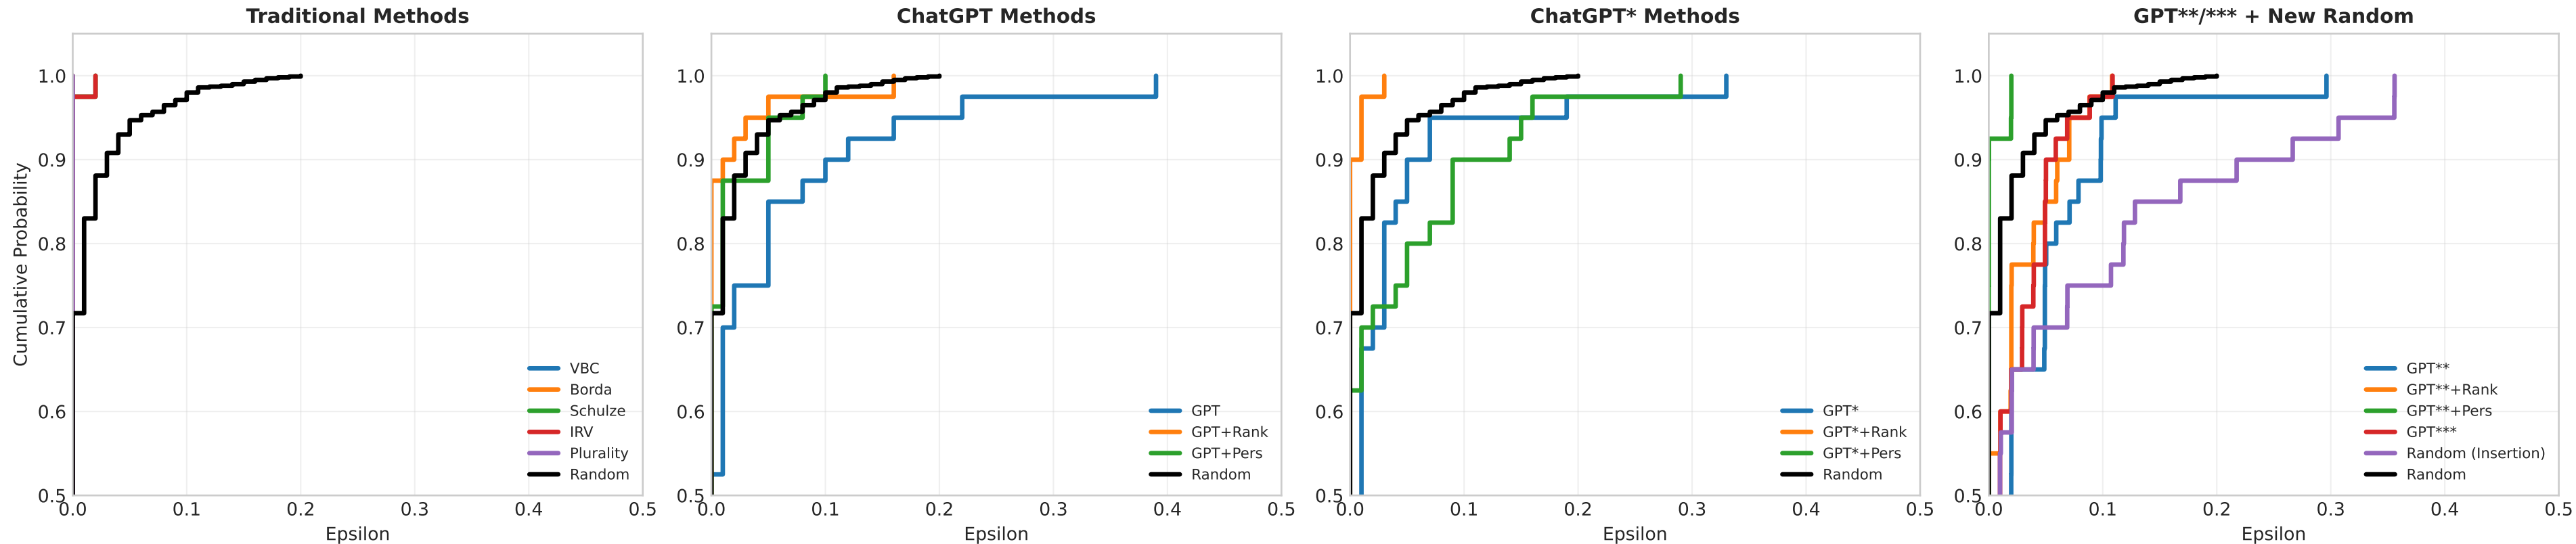 Traditional Methods
Cumulative Probability
1.0
0.9
0.8
0.7
0.6
0.5
0.0 0.1 0.2 0.3 0.4 0.5
Epsilon
VBC
Borda
Schulze
IRV
Plurality
Random
ChatGPT Methods
1.0
0.9
0.8
0.7
0.6
0.5
0.0 0.1 0.2 0.3 0.4 0.5
Epsilon
GPT
GPT+Rank
GPT+Pers
Random
ChatGPT* Methods
1.0
0.9
0.8
0.7
0.6
0.5
0.0 0.1 0.2 0.3 0.4 0.5
Epsilon
GPT*
GPT*+Rank
GPT*+Pers
Random
GPT**/*** + New Random
1.0
0.9
0.8
0.7
0.6
0.5
0.0 0.1 0.2 0.3 0.4 0.5
Epsilon
GPT**
GPT**+Rank
GPT**+Pers
GPT***
Random (Insertion)
Random